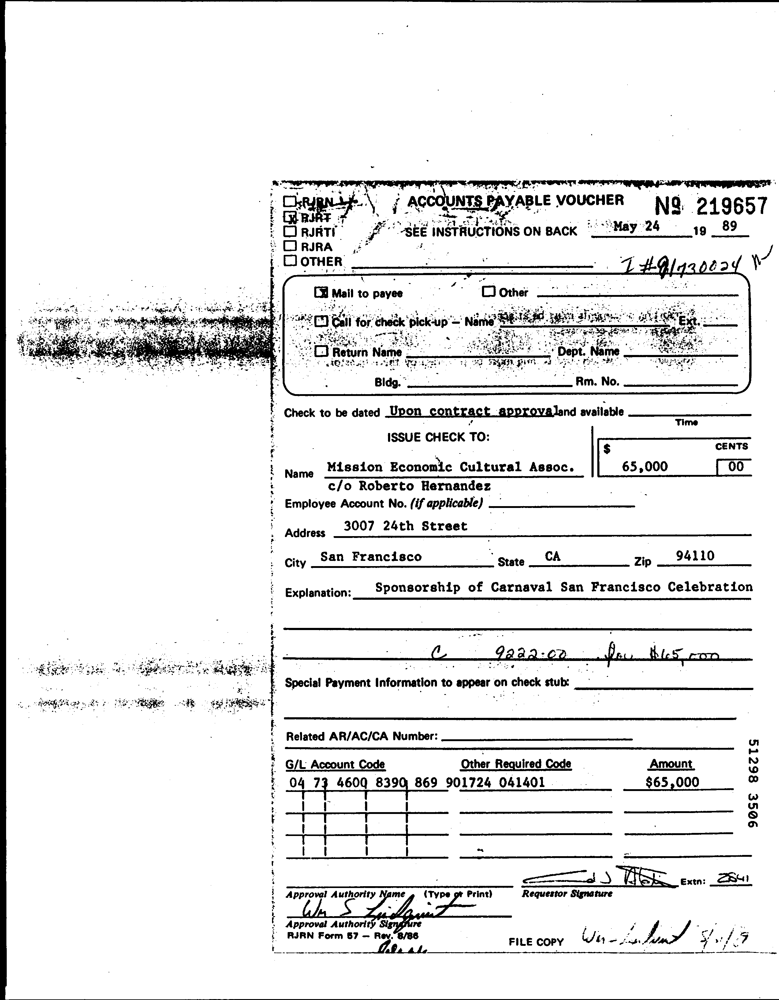 RJRN
ACCOUNTS PAYABLE VOUCHER
Nº 219657
RJRT
RJRTI
SEE INSTRUCTIONS ON BACK
May 24 19 89
RJRA
OTHER
X Mail to payee
Other
Call for check pick-up — Name
Ext.
Return Name
Dept. Name
Bldg.
Rm. No.
Check to be dated Upon contract approval and available
Time
ISSUE CHECK TO:
$ CENTS
Name Mission Economic Cultural Assoc.
65,000 00
c/o Roberto Hernandez
Employee Account No. (if applicable)
Address 3007 24th Street
City San Francisco State CA Zip 94110
Explanation: Sponsorship of Carnaval San Francisco Celebration
C 9222.00 $65,000
Special Payment Information to appear on check stub:
Related AR/AC/CA Number:
G/L Account Code Other Required Code Amount
04 73 4600 8390 869 901724 041401 $65,000
Extn: 2841
Approval Authority Name (Type or Print)
Requestor Signature
Wm S Lindquist
Approval Authority Signature
RJRN Form 57 — Rev. 8/86
FILE COPY
51298 3506